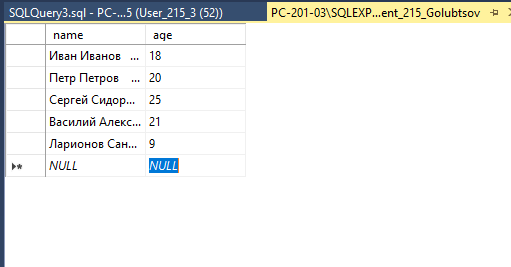 SQLQuery3.sql - PC-...5 (User_215_3 (52)) PC-201-03\SQLEXP...ent_215_Golubtsov
name age
Иван Иванов ... 18
Петр Петров ... 20
Сергей Сидор... 25
Василий Алекс... 21
Ларионов Сан... 9
NULL NULL